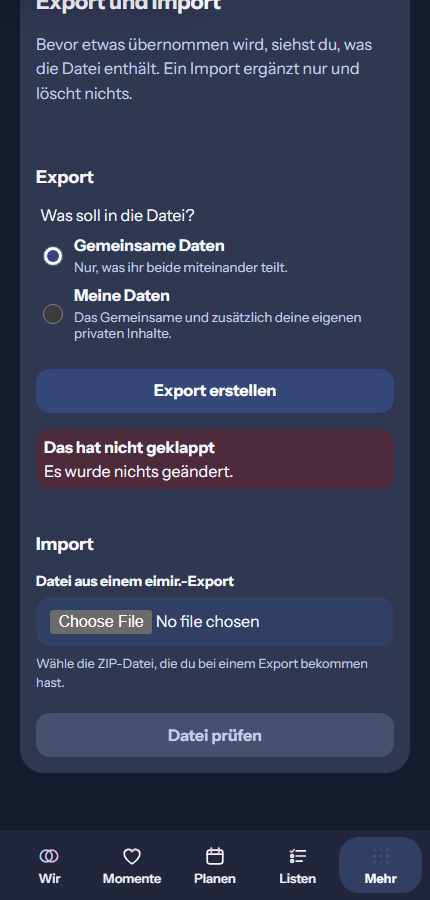 Export und Import
Bevor etwas übernommen wird, siehst du, was
die Datei enthält. Ein Import ergänzt nur und
löscht nichts.
Export
Was soll in die Datei?
Gemeinsame Daten
Nur, was ihr beide miteinander teilt.
Meine Daten
Das Gemeinsame und zusätzlich deine eigenen
privaten Inhalte.
Export erstellen
Das hat nicht geklappt
Es wurde nichts geändert.
Import
Datei aus einem eimir.-Export
Choose File No file chosen
Wähle die ZIP-Datei, die du bei einem Export bekommen
hast.
Datei prüfen
Wir Momente Planen Listen Mehr